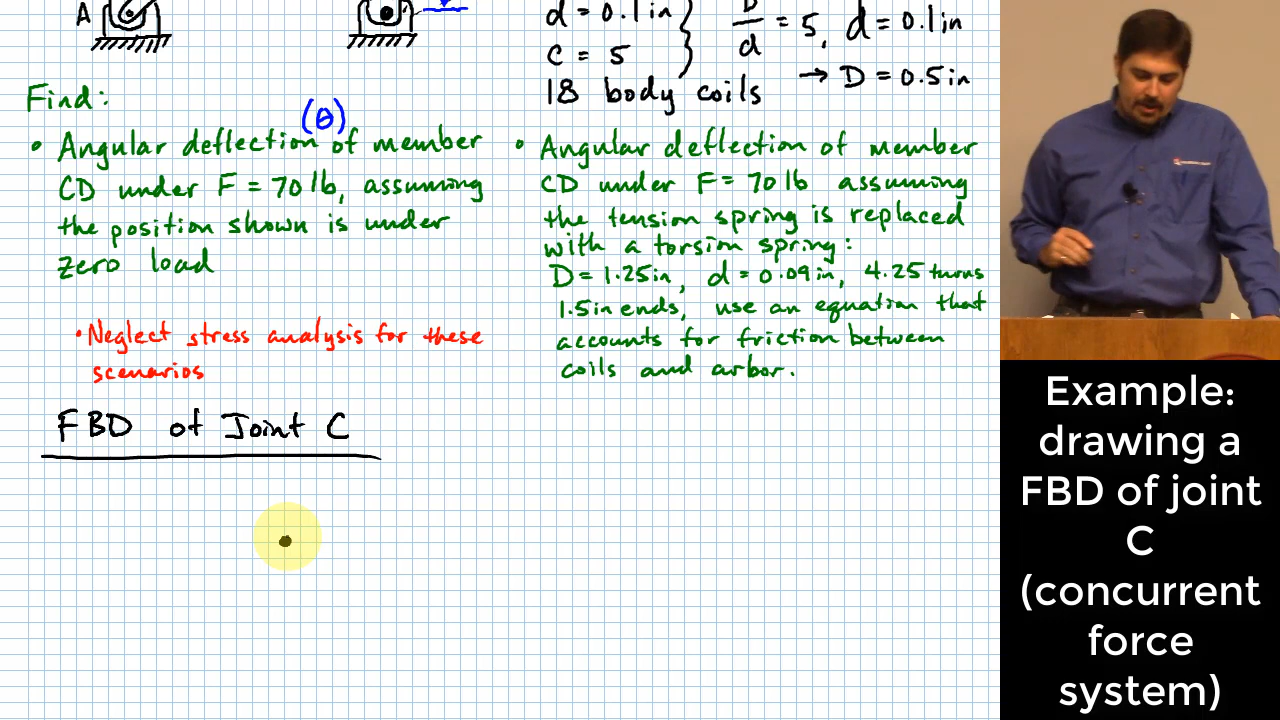 A
d = 0.1 in
C = 5
18 body coils
D/d = 5, d = 0.1 in
→ D = 0.5 in
Find:
(θ)
• Angular deflection of member
CD under F = 70 lb, assuming
the position shown is under
zero load
• Neglect stress analysis for these
scenarios
• Angular deflection of member
CD under F = 70 lb assuming
the tension spring is replaced
with a torsion spring:
D = 1.25 in, d = 0.09 in, 4.25 turns
1.5 in ends, use an equation that
accounts for friction between
coils and arbor.
FBD of Joint C
Example:
drawing a
FBD of joint
C
(concurrent
force
system)